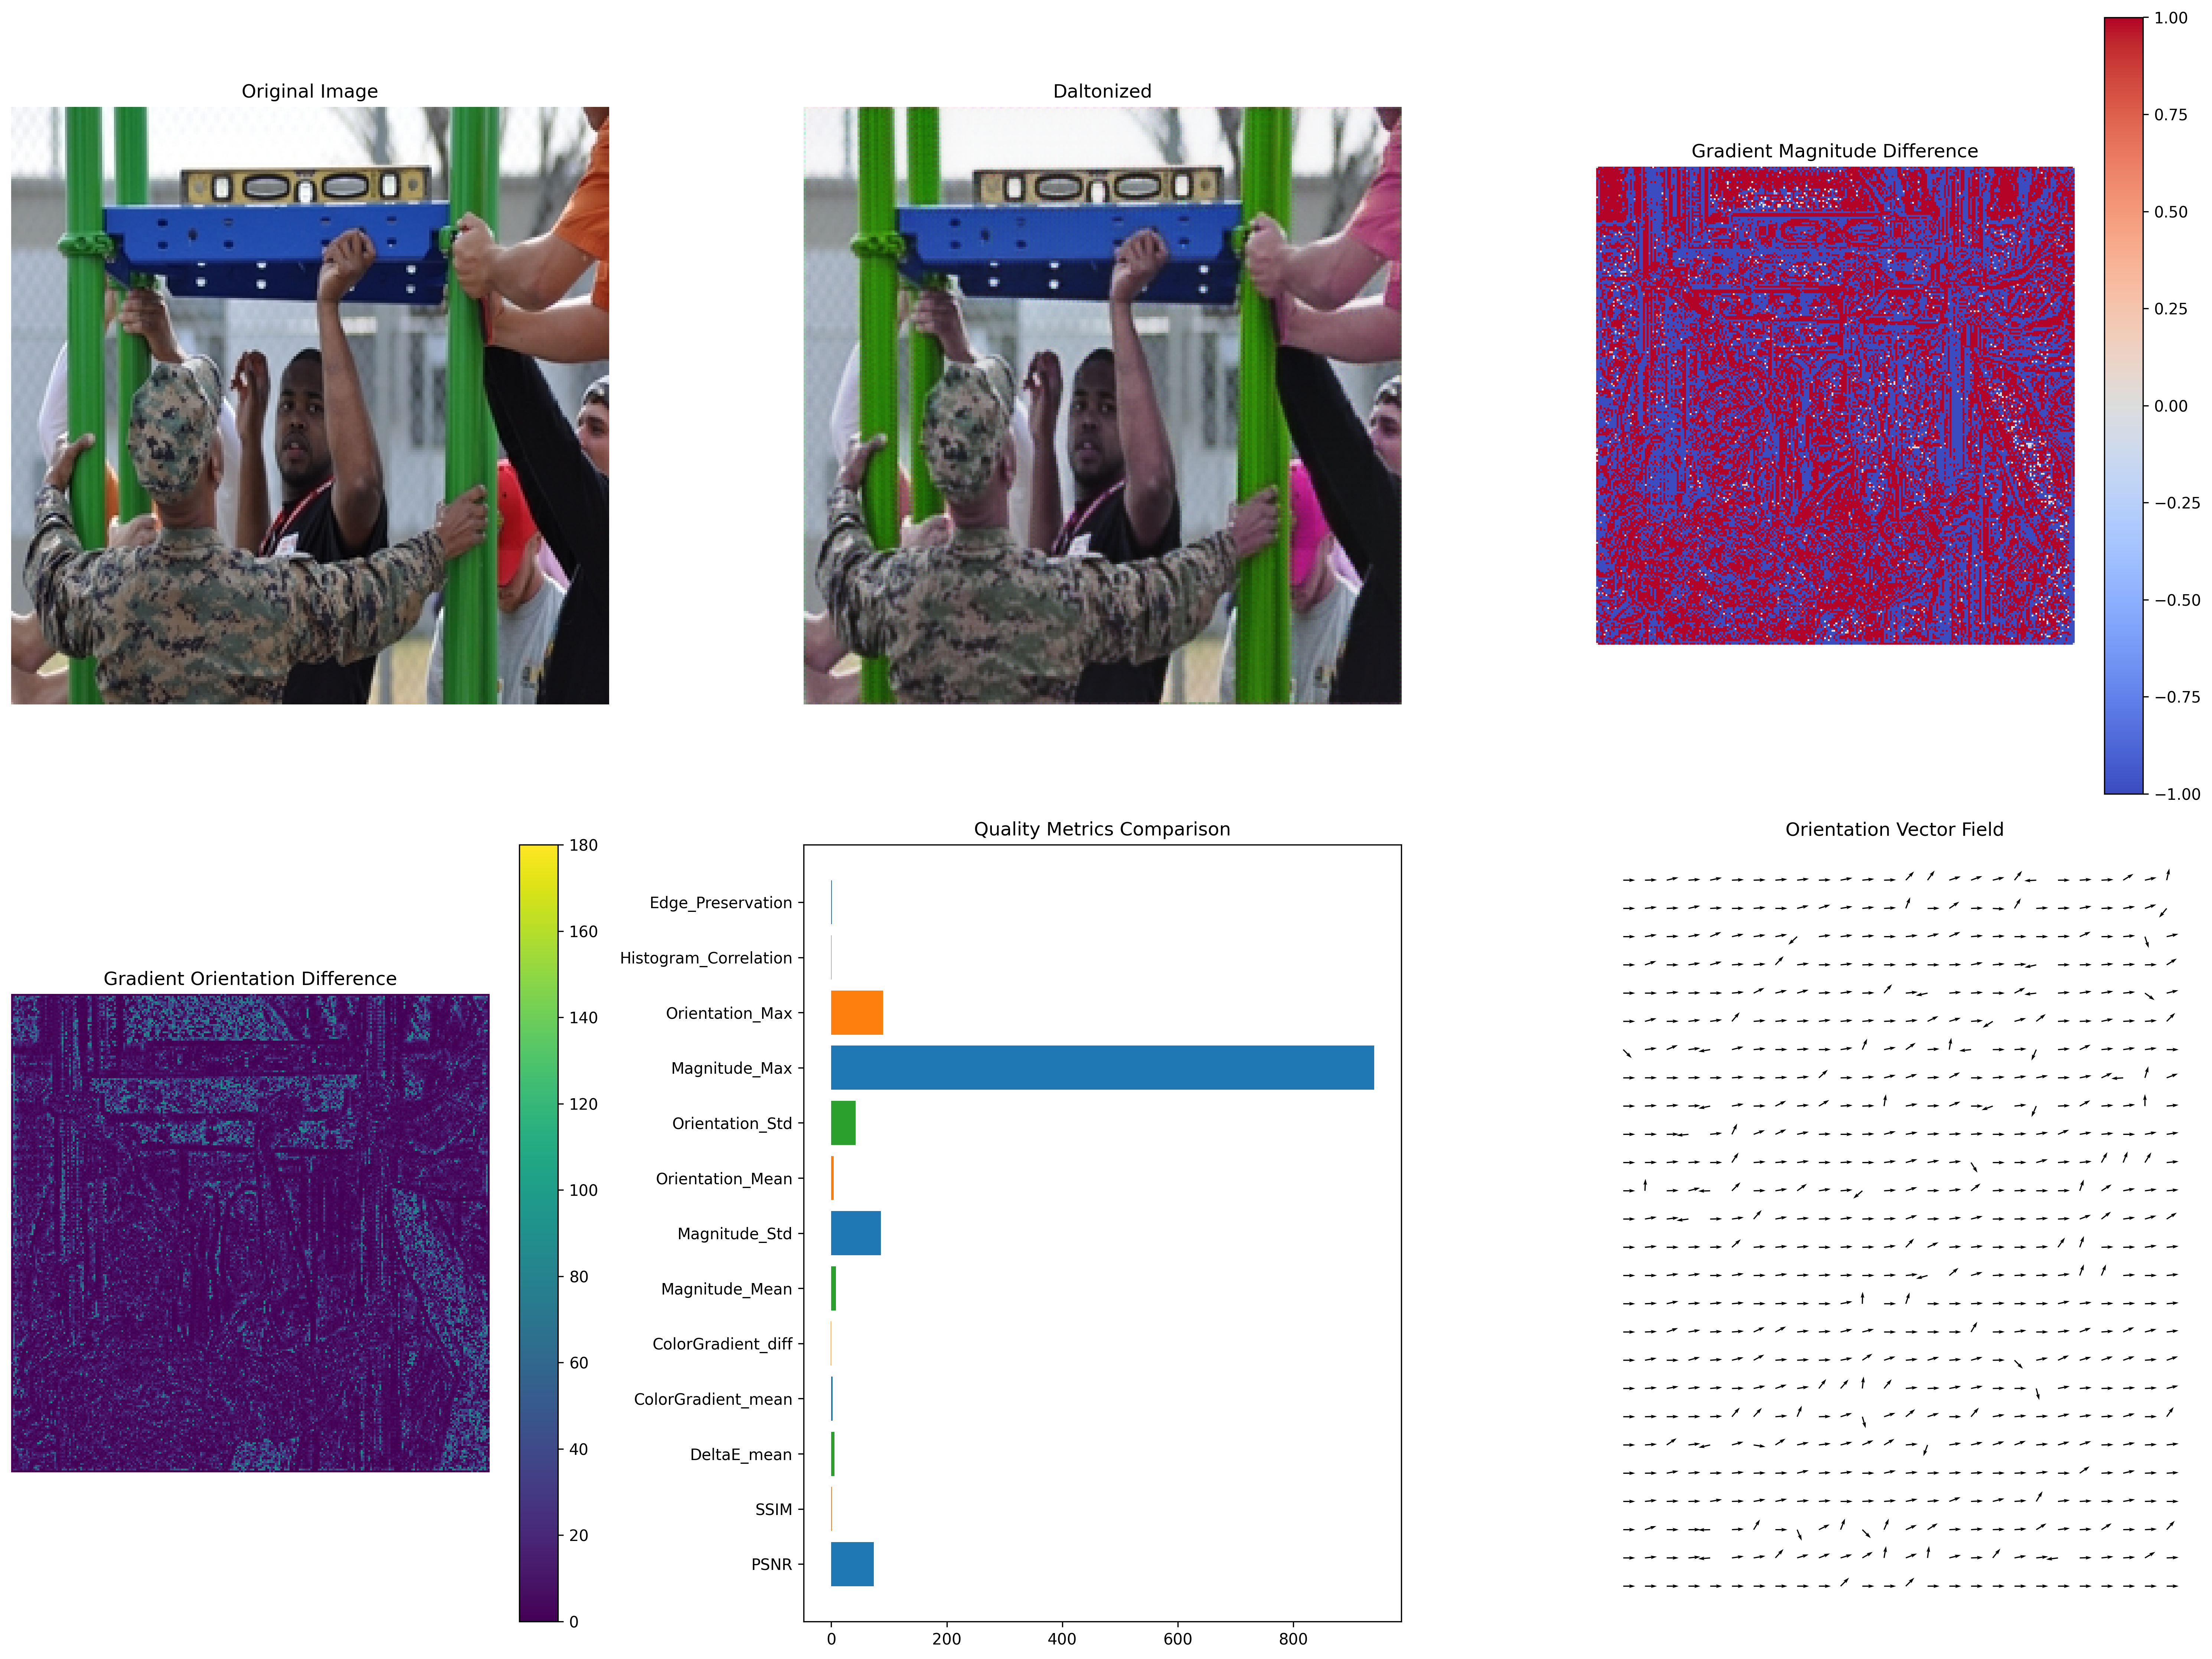 Original Image
Daltonized
Gradient Magnitude Difference
1.00
0.75
0.50
0.25
0.00
−0.25
−0.50
−0.75
−1.00
Gradient Orientation Difference
180
160
140
120
100
80
60
40
20
0
Quality Metrics Comparison
Edge_Preservation
Histogram_Correlation
Orientation_Max
Magnitude_Max
Orientation_Std
Orientation_Mean
Magnitude_Std
Magnitude_Mean
ColorGradient_diff
ColorGradient_mean
DeltaE_mean
SSIM
PSNR
0 200 400 600 800
Orientation Vector Field